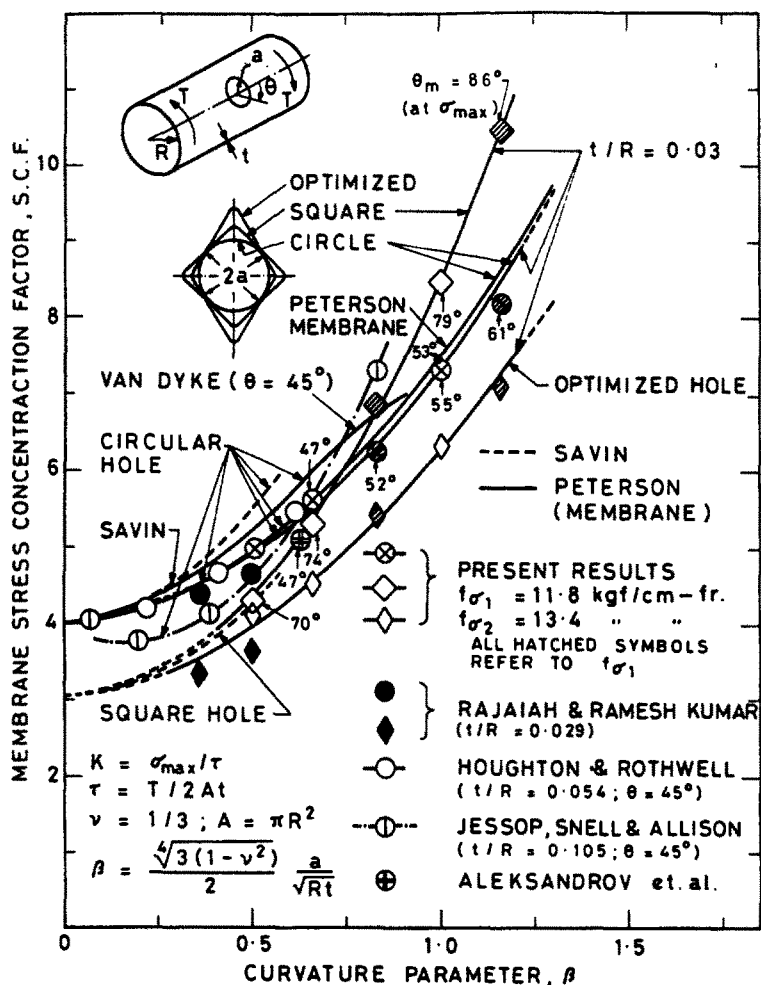 MEMBRANE STRESS CONCENTRACTION FACTOR, S.C.F.
10
8
6
4
2
0
0·5
1·0
1·5
CURVATURE PARAMETER, β
a
T
θ
T
R
t
θm = 86°
(at σmax)
t/R = 0·03
OPTIMIZED
SQUARE
CIRCLE
2a
PETERSON
MEMBRANE
79°
53°
61°
VAN DYKE (θ = 45°)
OPTIMIZED HOLE
55°
CIRCULAR
HOLE
47°
52°
SAVIN
SAVIN
PETERSON
(MEMBRANE)
74°
47°
70°
PRESENT RESULTS
fσ1 = 11·8 kgf/cm-fr.
fσ2 = 13·4 " "
ALL HATCHED SYMBOLS
REFER TO fσ1
SQUARE HOLE
RAJAIAH & RAMESH KUMAR
(t/R = 0·029)
K = σmax/τ
τ = T/2At
ν = 1/3 ; A = πR²
β = ∜3(1-ν²)/2 a/√Rt
HOUGHTON & ROTHWELL
(t/R = 0·054 ; θ = 45°)
JESSOP, SNELL & ALLISON
(t/R = 0·105 ; θ = 45°)
ALEKSANDROV et. al.